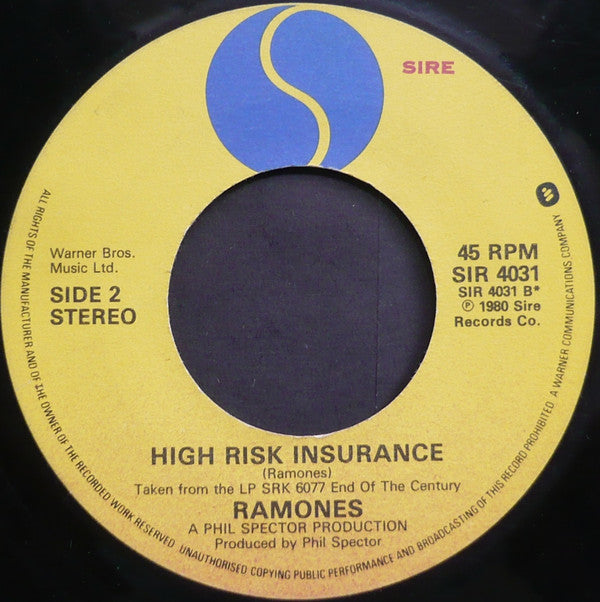 SIRE
Warner Bros.
Music Ltd.
SIDE 2
STEREO
45 RPM
SIR 4031
SIR 4031 B*
Ⓟ 1980 Sire
Records Co.
HIGH RISK INSURANCE
(Ramones)
Taken from the LP SRK 6077 End Of The Century
RAMONES
A PHIL SPECTOR PRODUCTION
Produced by Phil Spector
ALL RIGHTS OF THE MANUFACTURER AND OF THE OWNER OF THE RECORDED WORK RESERVED. UNAUTHORISED COPYING PUBLIC PERFORMANCE AND BROADCASTING OF THIS RECORD PROHIBITED. A WARNER COMMUNICATIONS COMPANY